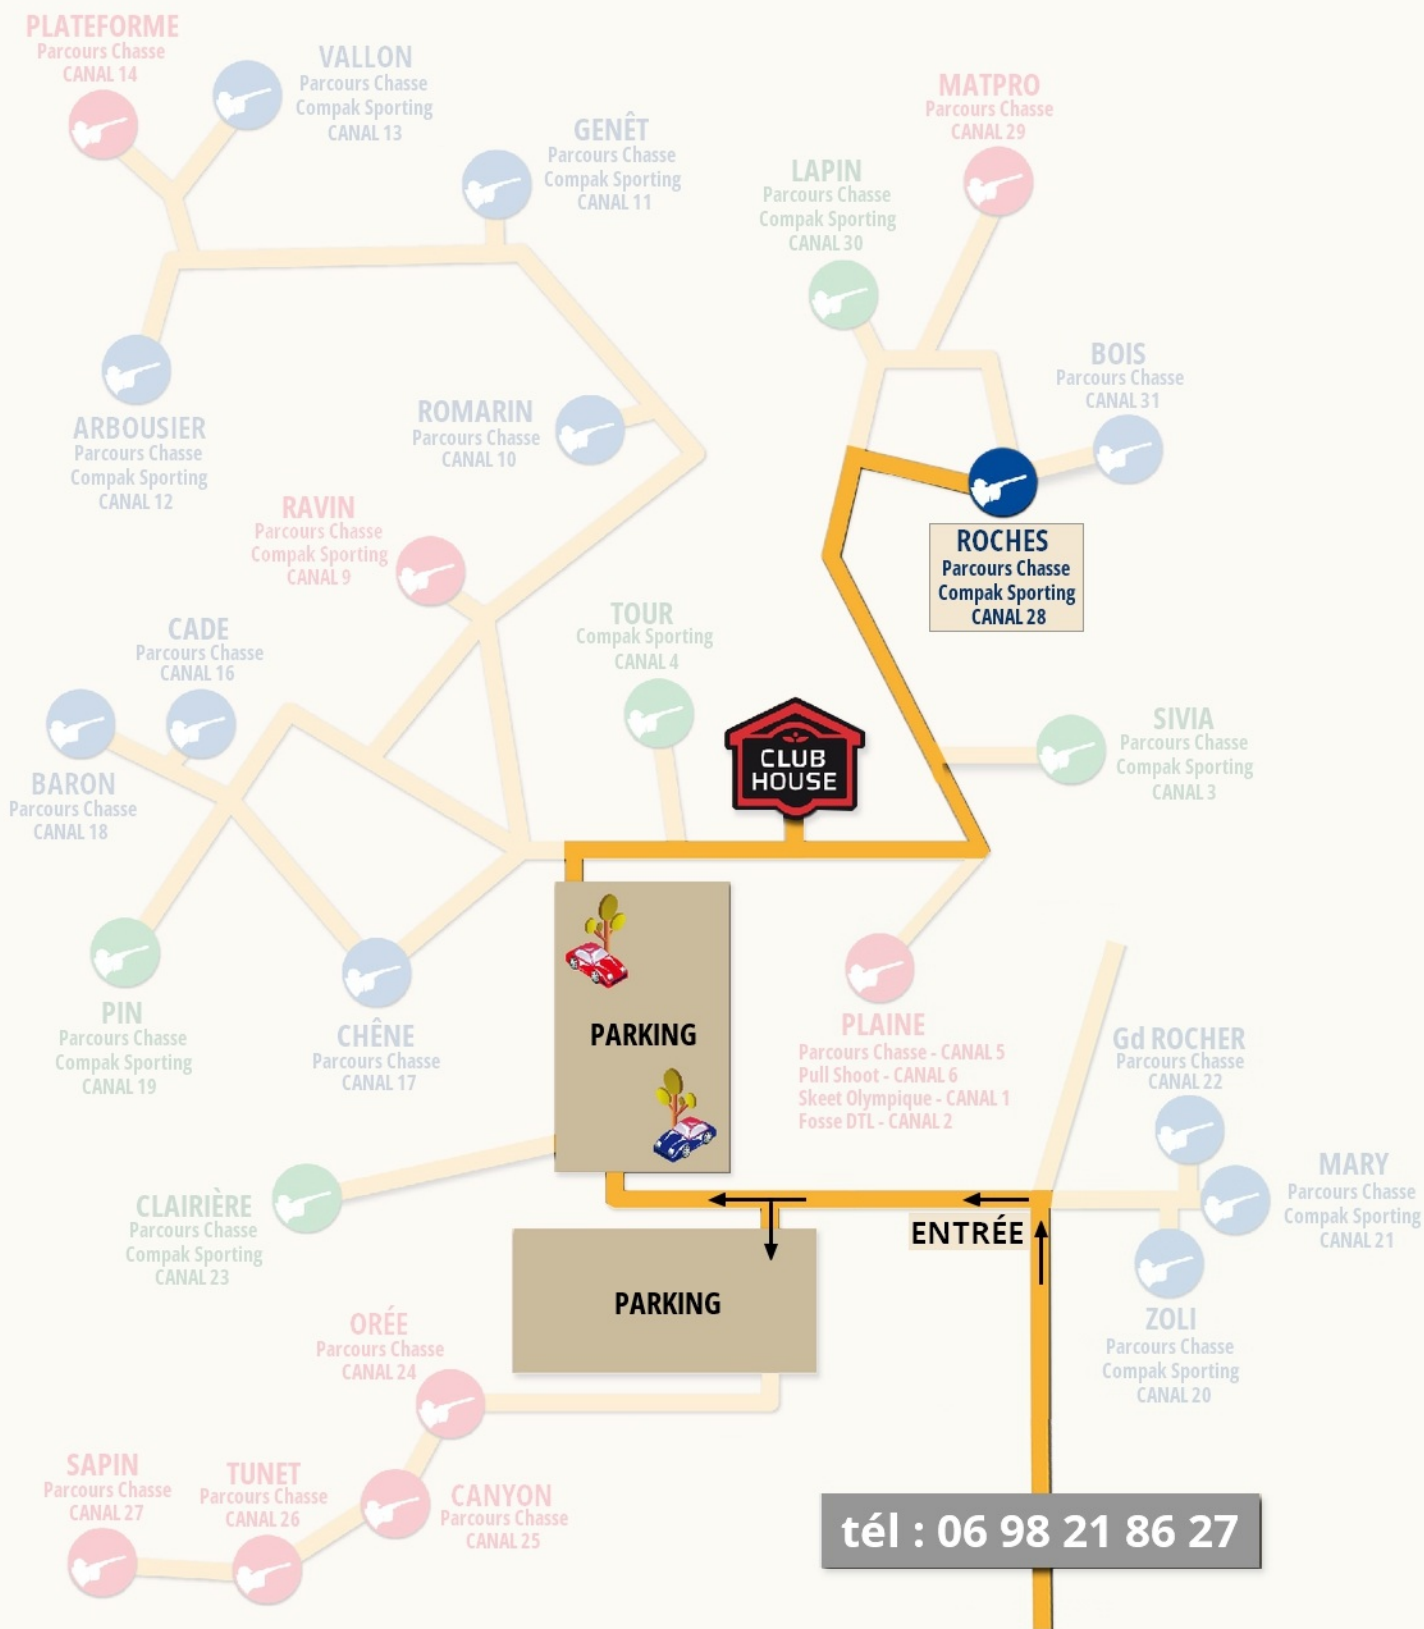 PLATEFORME
Parcours Chasse
CANAL 14
VALLON
Parcours Chasse
Compak Sporting
CANAL 13
GENÊT
Parcours Chasse
Compak Sporting
CANAL 11
MATPRO
Parcours Chasse
CANAL 29
LAPIN
Parcours Chasse
Compak Sporting
CANAL 30
BOIS
Parcours Chasse
CANAL 31
ARBOUSIER
Parcours Chasse
Compak Sporting
CANAL 12
ROMARIN
Parcours Chasse
CANAL 10
RAVIN
Parcours Chasse
Compak Sporting
CANAL 9
ROCHES
Parcours Chasse
Compak Sporting
CANAL 28
CADE
Parcours Chasse
CANAL 16
TOUR
Compak Sporting
CANAL 4
CLUB
HOUSE
SIVIA
Parcours Chasse
Compak Sporting
CANAL 3
BARON
Parcours Chasse
CANAL 18
PIN
Parcours Chasse
Compak Sporting
CANAL 19
CHÊNE
Parcours Chasse
CANAL 17
PARKING
PLAINE
Parcours Chasse - CANAL 5
Pull Shoot - CANAL 6
Skeet Olympique - CANAL 1
Fosse DTL - CANAL 2
Gd ROCHER
Parcours Chasse
CANAL 22
MARY
Parcours Chasse
Compak Sporting
CANAL 21
CLAIRIÈRE
Parcours Chasse
Compak Sporting
CANAL 23
ENTRÉE
PARKING
ZOLI
Parcours Chasse
Compak Sporting
CANAL 20
ORÉE
Parcours Chasse
CANAL 24
SAPIN
Parcours Chasse
CANAL 27
TUNET
Parcours Chasse
CANAL 26
CANYON
Parcours Chasse
CANAL 25
tél : 06 98 21 86 27